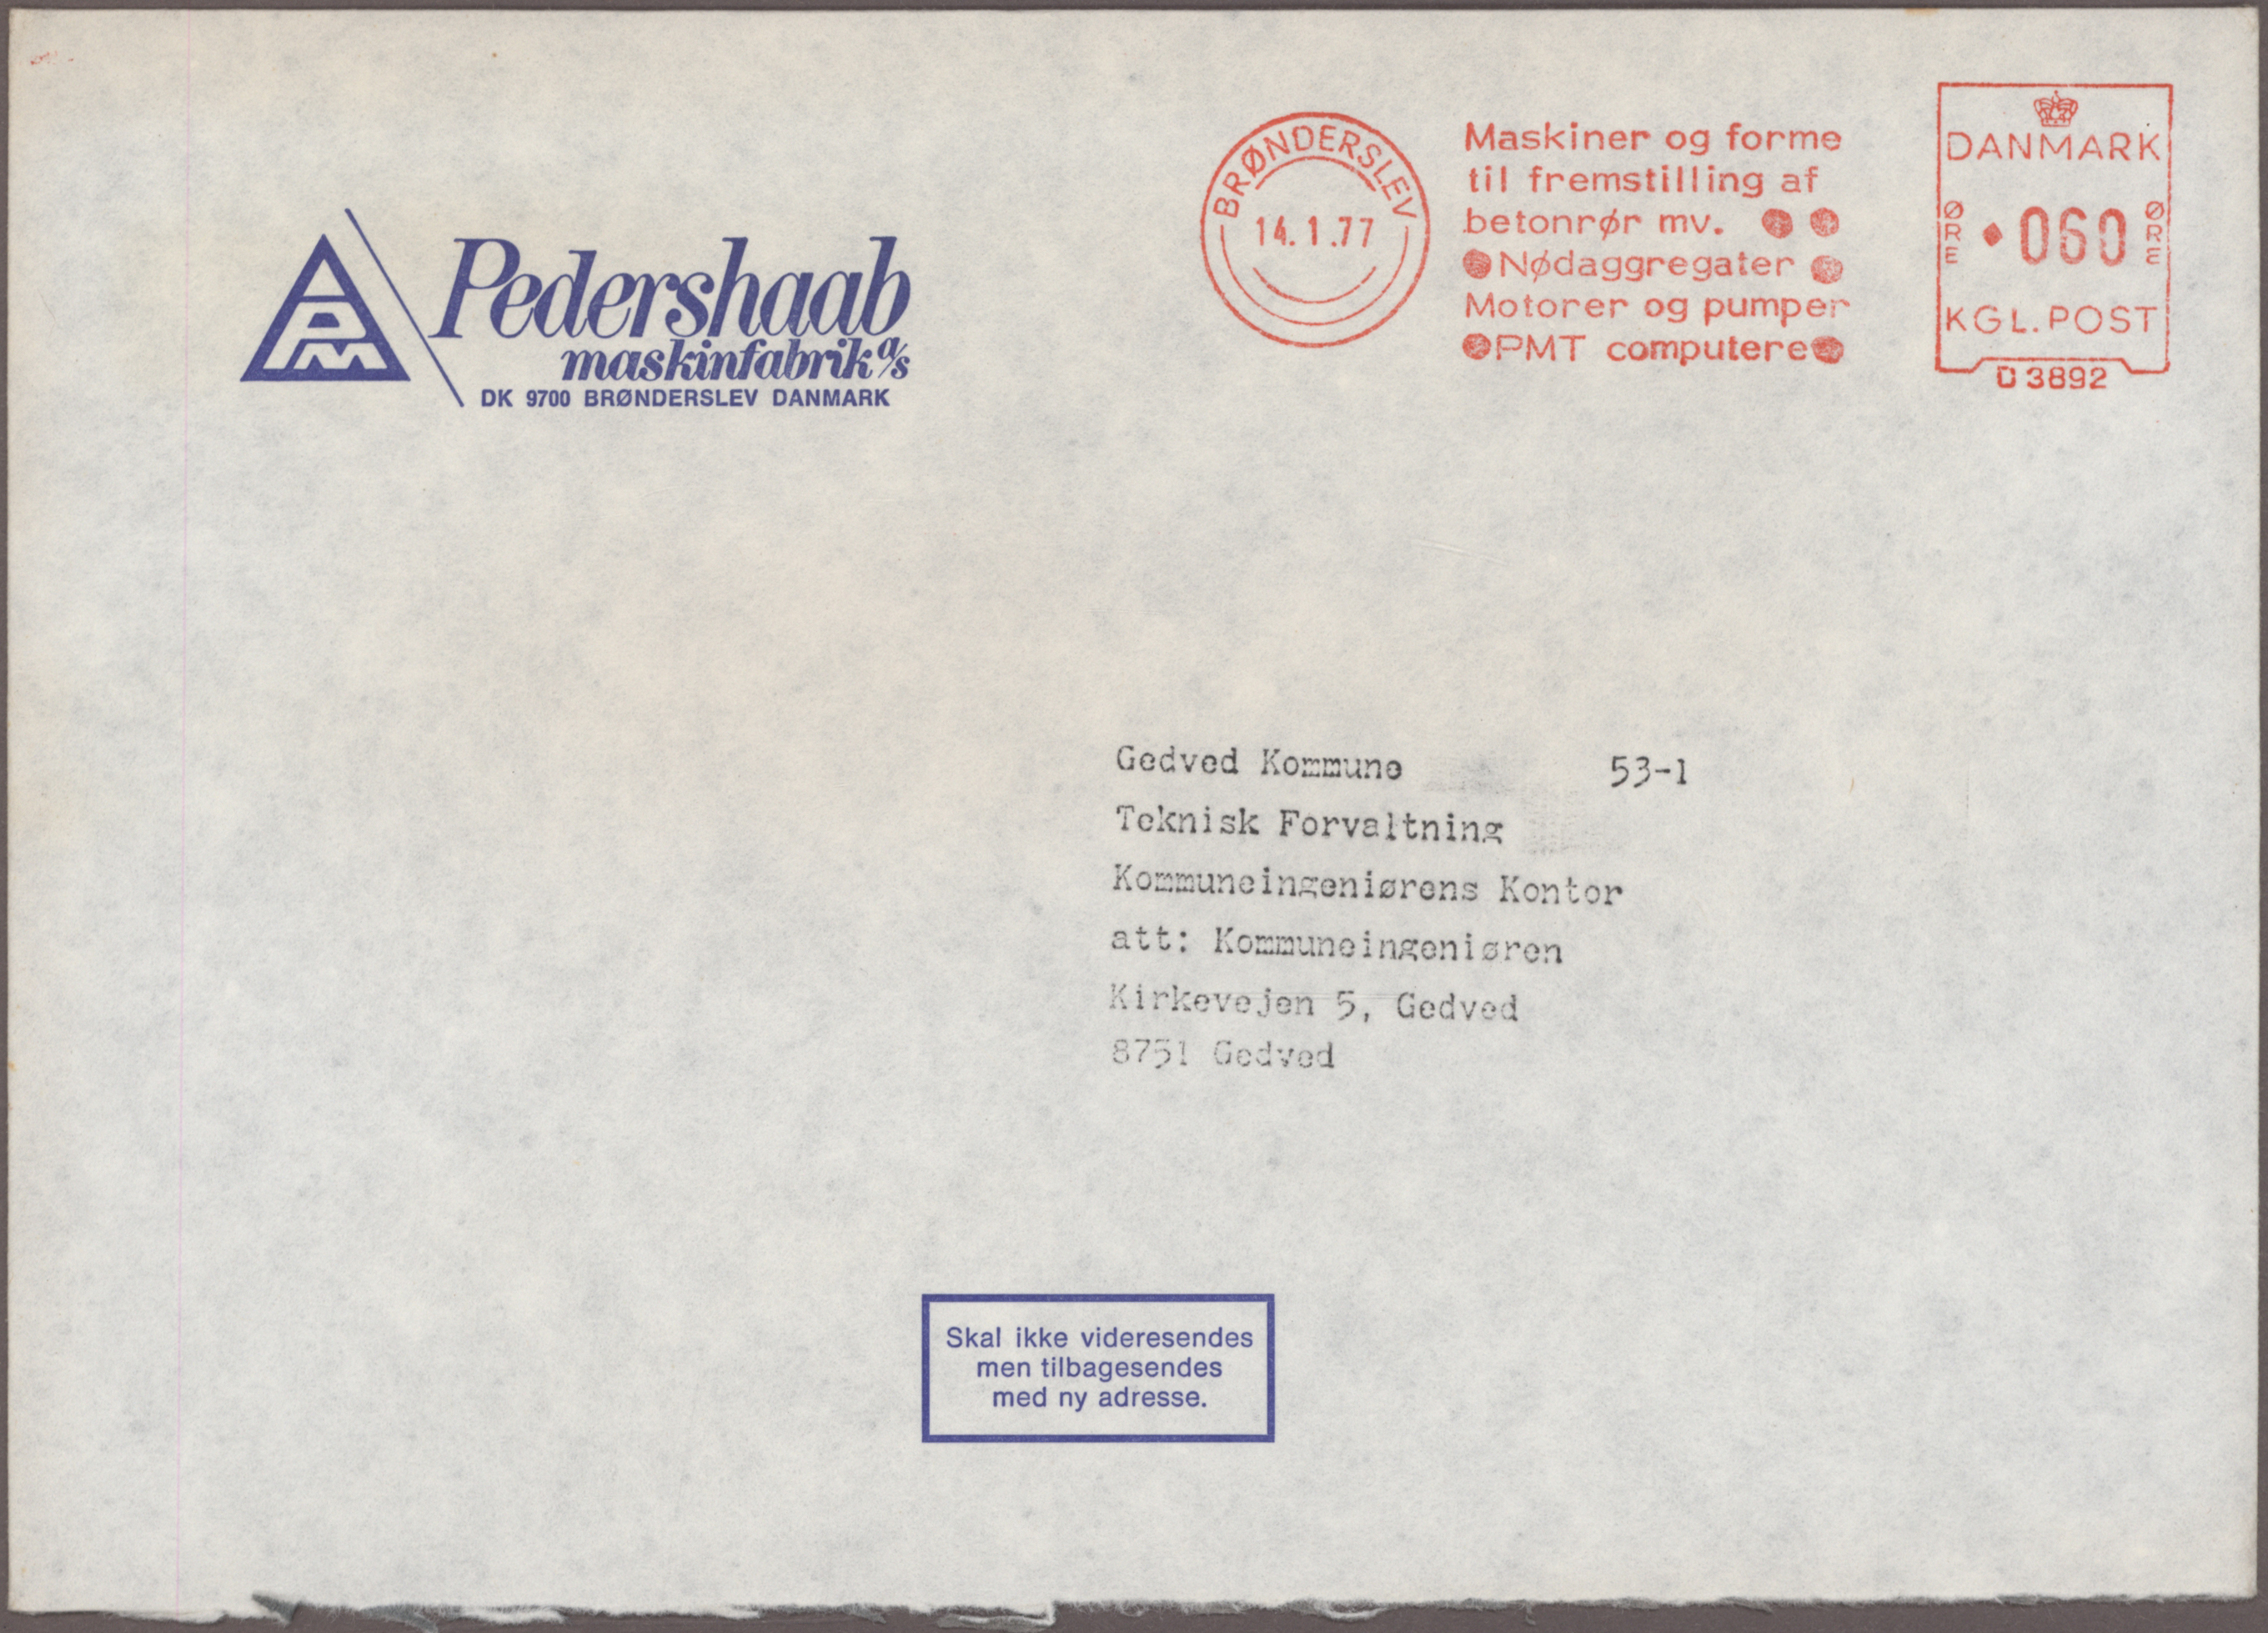 BRØNDERSLEV
14.1.77
Maskiner og forme
til fremstilling af
betonrør mv.
Nødaggregater
Motorer og pumper
PMT computere
DANMARK
ØRE 060 ØRE
KGL. POST
D 3892
PM
Pedershaab
maskinfabrik a/s
DK 9700 BRØNDERSLEV DANMARK
Gedved Kommune 53-1
Teknisk Forvaltning
Kommuneingeniørens Kontor
att: Kommuneingeniøren
Kirkevejen 5, Gedved
8751 Gedved
Skal ikke videresendes
men tilbagesendes
med ny adresse.